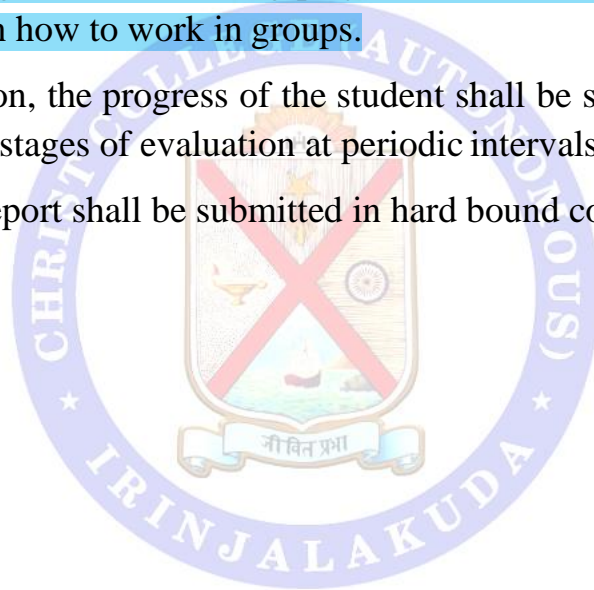 n how to work in groups.
on, the progress of the student shall be s
stages of evaluation at periodic intervals
eport shall be submitted in hard bound co
CHRIST COLLEGE (AUTONOMOUS)
जीवित प्रभा
IRINJALAKUDA